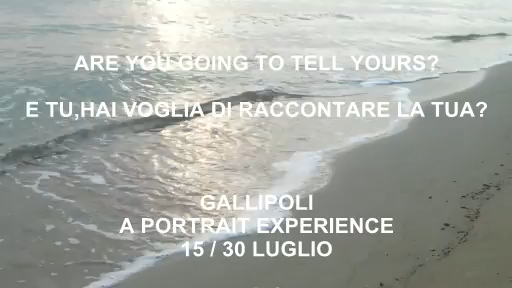 ARE YOU GOING TO TELL YOURS?
E TU,HAI VOGLIA DI RACCONTARE LA TUA?
GALLIPOLI
A PORTRAIT EXPERIENCE
15 / 30 LUGLIO